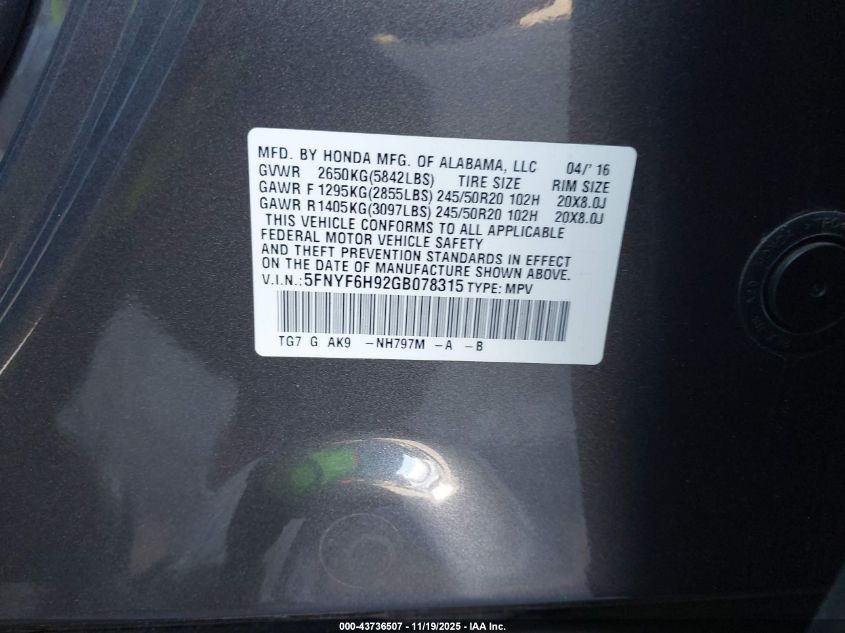 MFD. BY HONDA MFG. OF ALABAMA, LLC 04/' 16
GVWR 2650KG(5842LBS) TIRE SIZE RIM SIZE
GAWR F 1295KG(2855LBS) 245/50R20 102H 20X8.0J
GAWR R1405KG(3097LBS) 245/50R20 102H 20X8.0J
THIS VEHICLE CONFORMS TO ALL APPLICABLE
FEDERAL MOTOR VEHICLE SAFETY
AND THEFT PREVENTION STANDARDS IN EFFECT
ON THE DATE OF MANUFACTURE SHOWN ABOVE.
V.I.N.: 5FNYF6H92GB078315 TYPE: MPV
TG7 G AK9 -NH797M -A -B
000-43736507 - 11/19/2025 - IAA Inc.